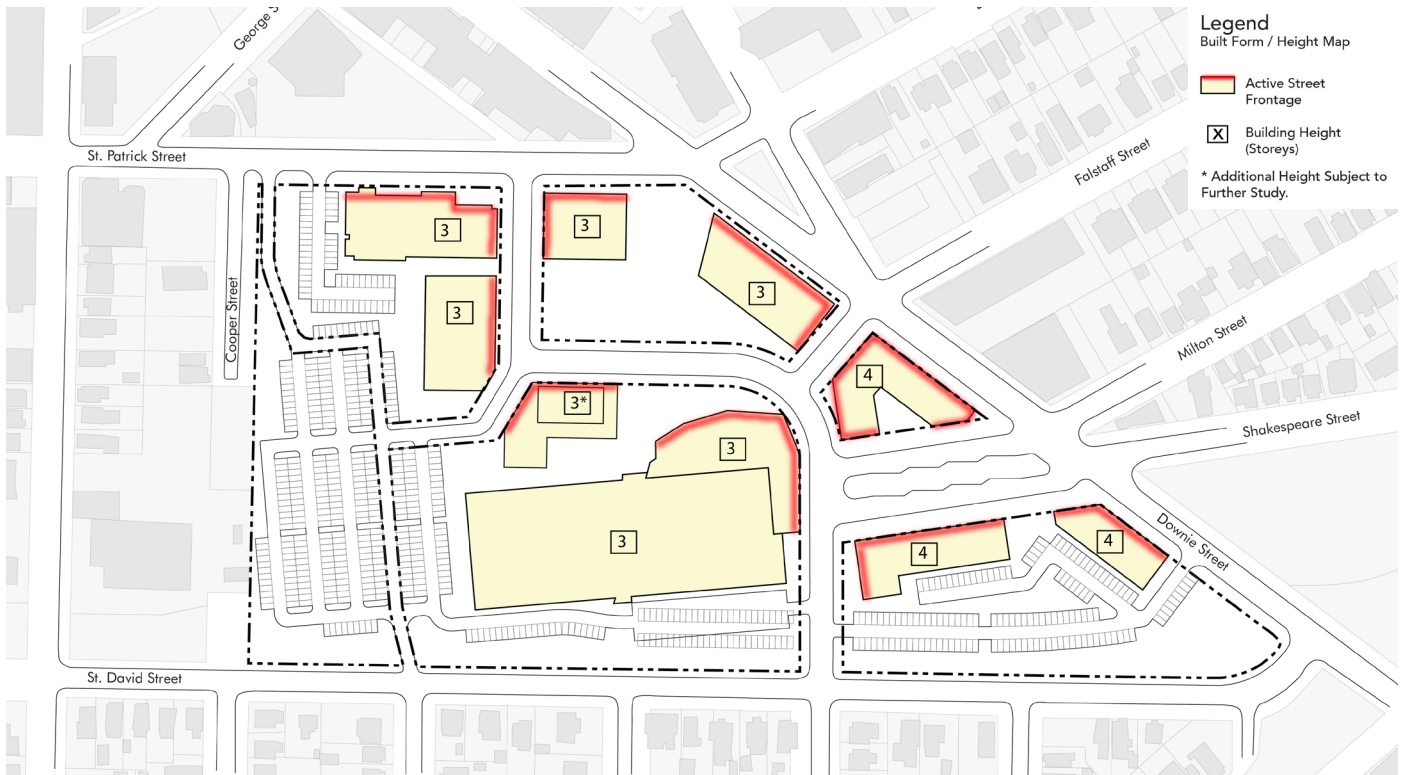 George S
Legend
Built Form / Height Map
Active Street
Frontage
X
Building Height
(Storeys)
* Additional Height Subject to
Further Study.
St. Patrick Street
Falstaff Street
Cooper Street
3
3
3
3
Milton Street
4
3*
Shakespeare Street
3
3
4
4
Downie Street
St. David Street